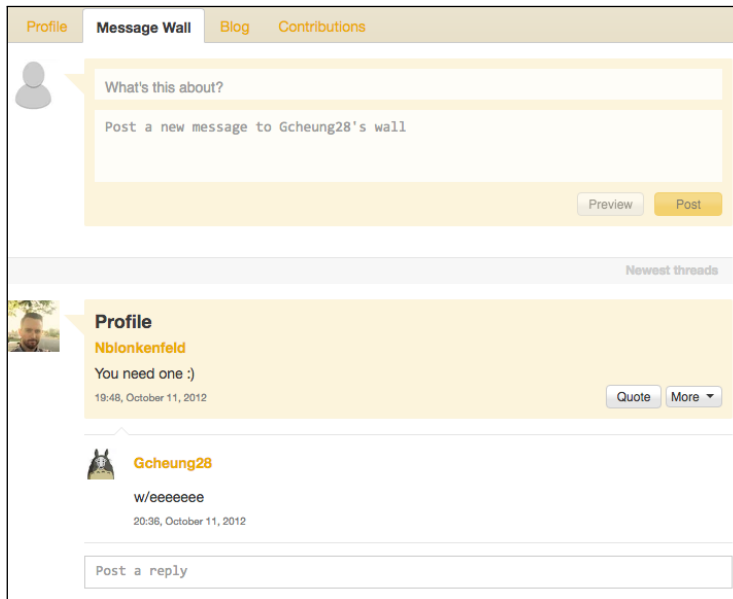 Profile Message Wall Blog Contributions
What's this about?
Post a new message to Gcheung28's wall
Preview Post
Newest threads
Profile
Nblonkenfeld
You need one :)
19:48, October 11, 2012
Quote More
Gcheung28
w/eeeeeee
20:36, October 11, 2012
Post a reply